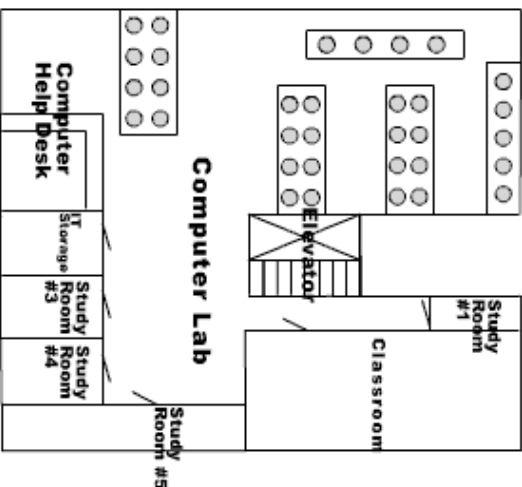 Computer
Help Desk
IT
Storage
Study
Room
#3
Study
Room
#4
Computer Lab
Elevator
Study
Room
#1
Classroom
Study
Room #5